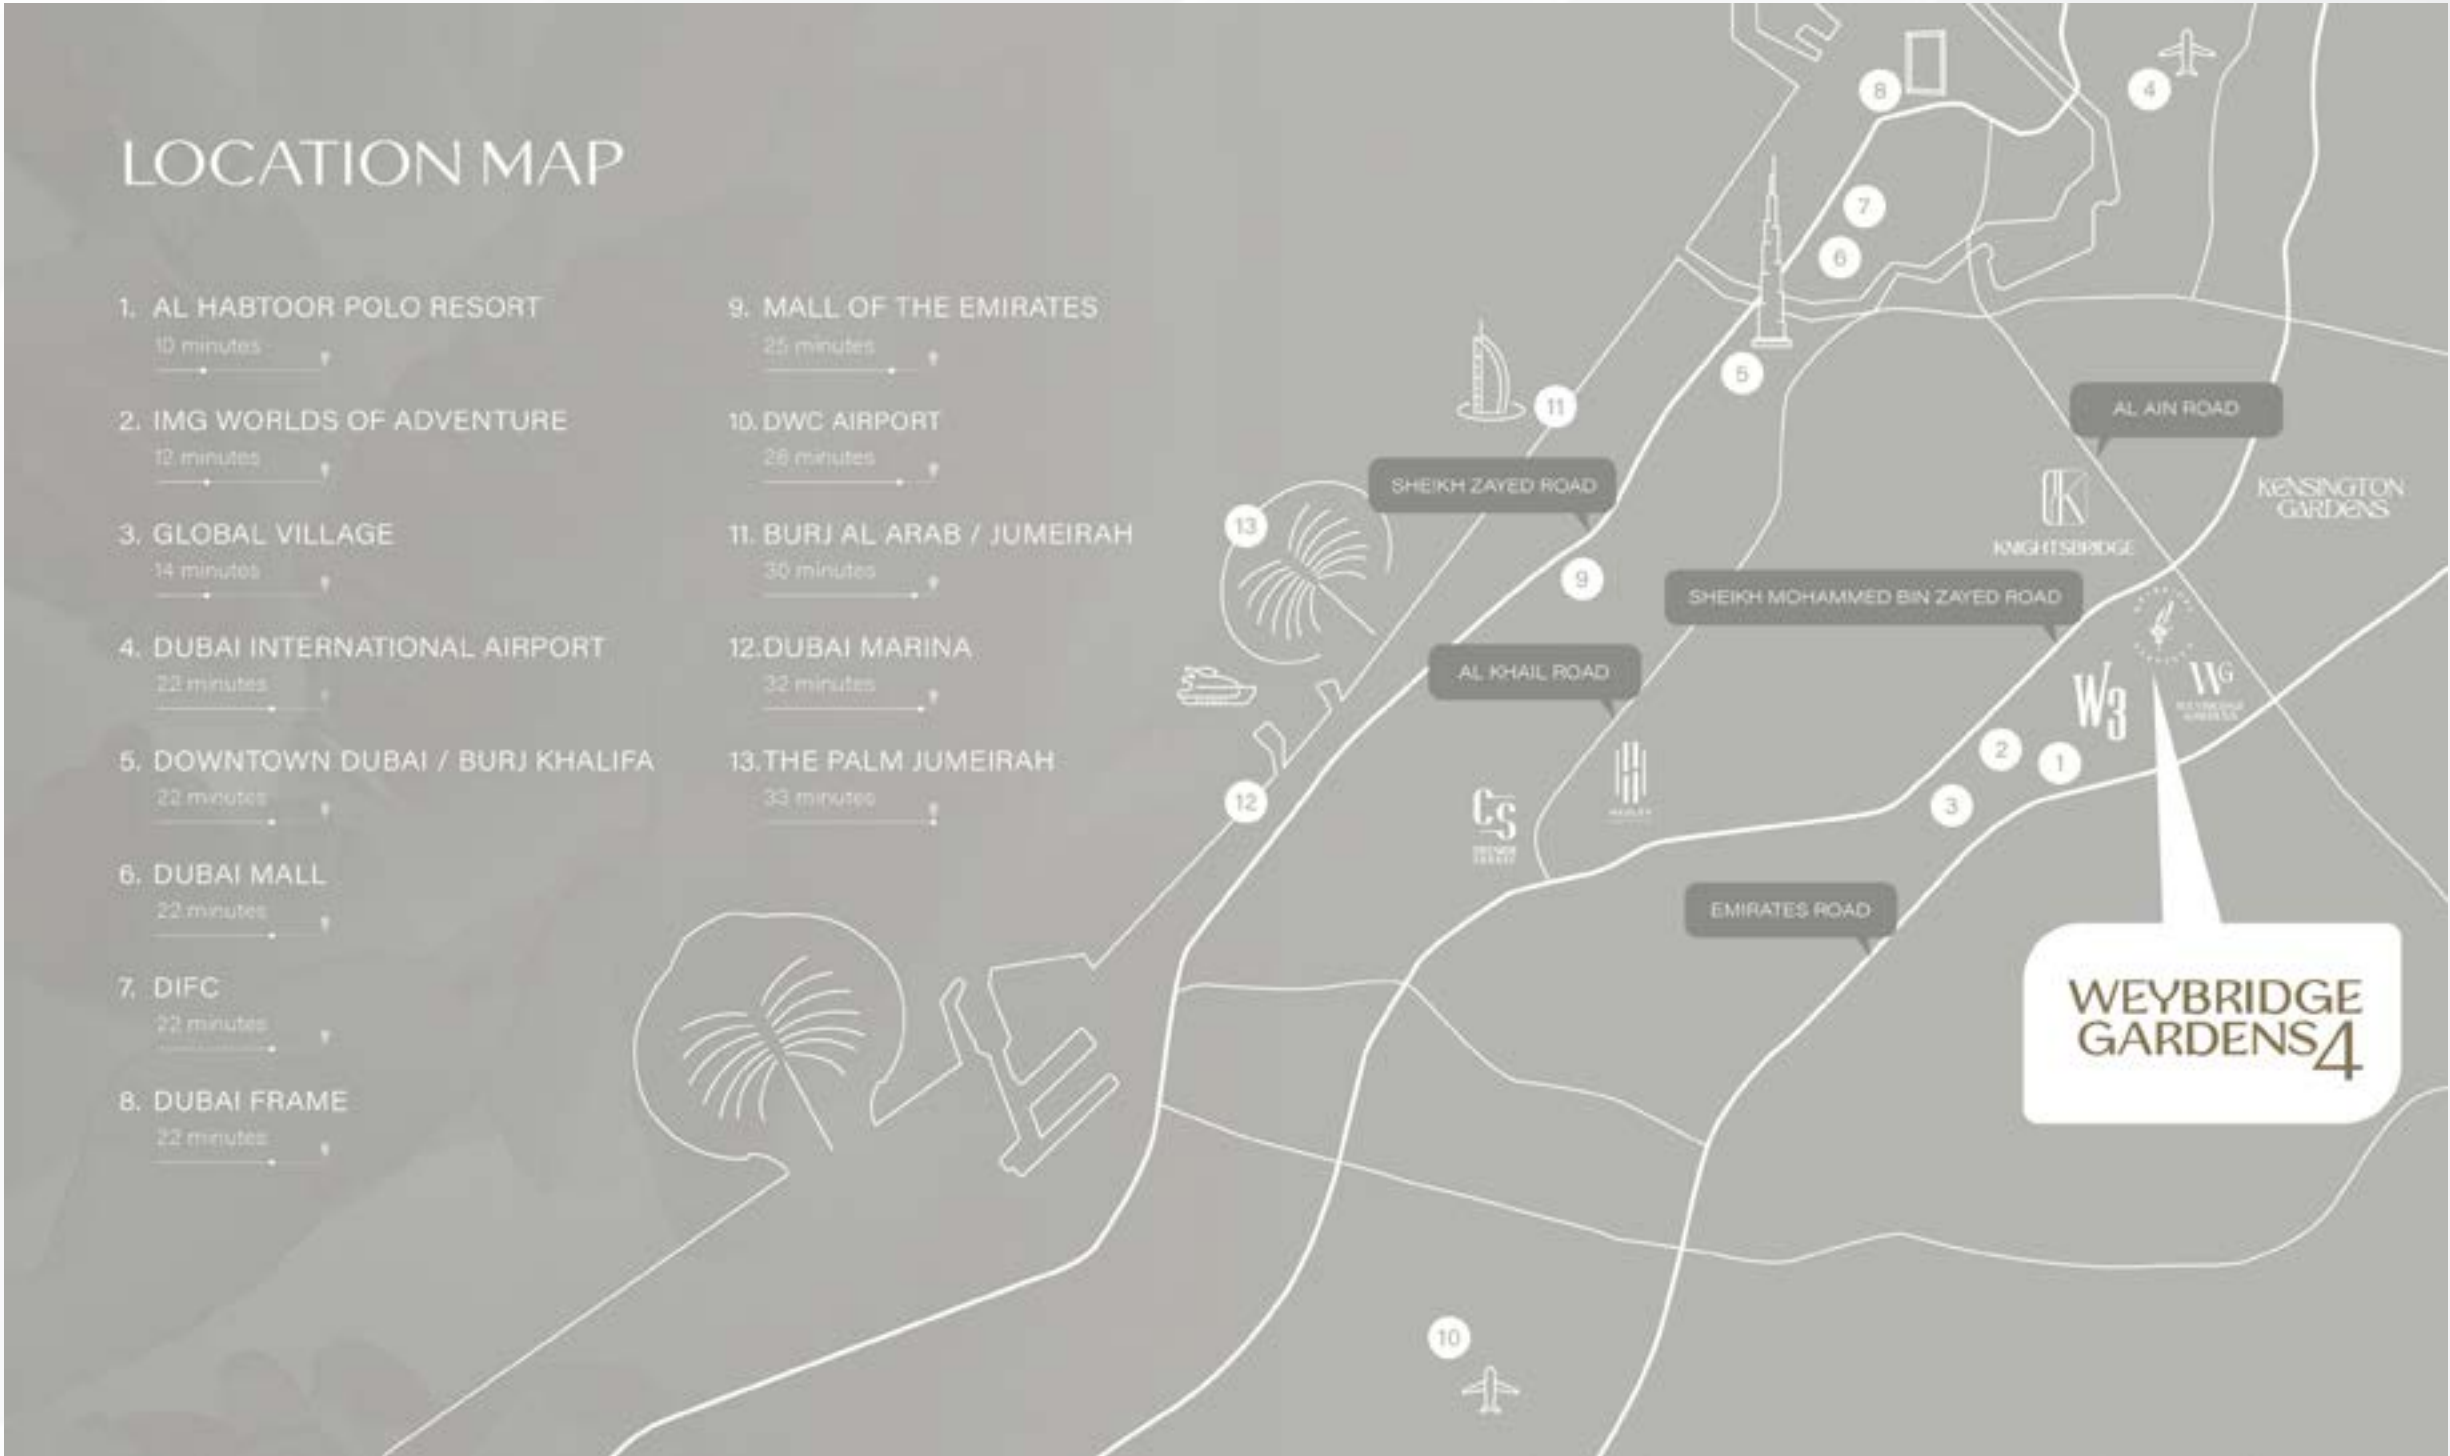 LOCATION MAP
1. AL HABTOOR POLO RESORT
10 minutes
2. IMG WORLDS OF ADVENTURE
12 minutes
3. GLOBAL VILLAGE
14 minutes
4. DUBAI INTERNATIONAL AIRPORT
22 minutes
5. DOWNTOWN DUBAI / BURJ KHALIFA
22 minutes
6. DUBAI MALL
22 minutes
7. DIFC
22 minutes
8. DUBAI FRAME
22 minutes
9. MALL OF THE EMIRATES
25 minutes
10. DWC AIRPORT
minutes
11. BURJ AL ARAB / JUMEIRAH
30 minutes
12. DUBAI MARINA
32 minutes
13. THE PALM JUMEIRAH
33 minutes
8
4
7
6
5
11
AL AIN ROAD
SHEIKH ZAYED ROAD
KENSINGTON
GARDENS
13
K
KNIGHTSBRIDGE
9
SHEIKH MOHAMMED BIN ZAYED ROAD
AL KHAIL ROAD
W3
WG
WEYBRIDGE
GARDENS
2
1
12
3
CS
EMIRATES ROAD
WEYBRIDGE
GARDENS 4
10